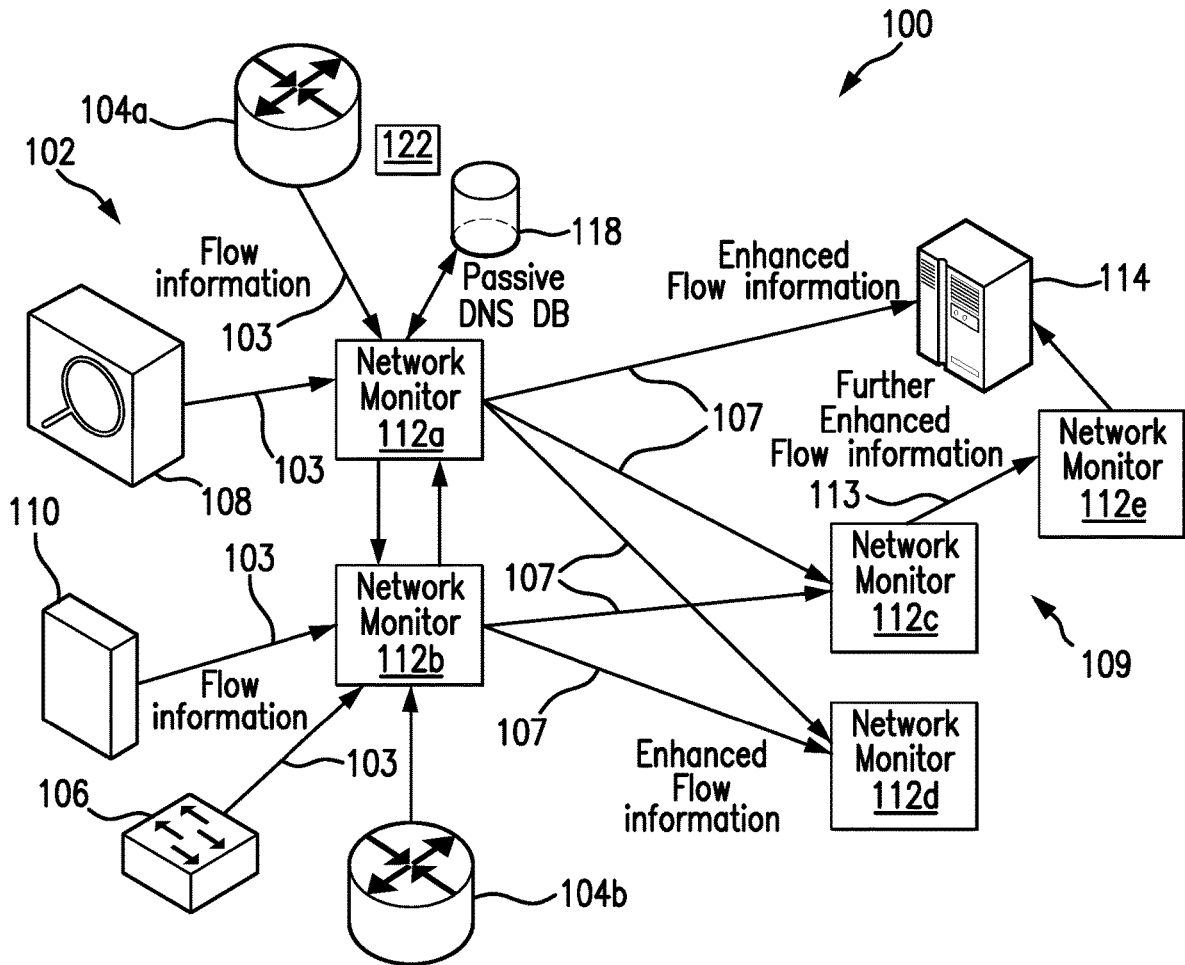 100
104a
122
102
118
Flow
information
Passive
DNS DB
103
Enhanced
Flow information
114
Network
Monitor
112a
103
108
107
Further
Enhanced
Flow information
Network
Monitor
112e
113
110
103
107
Network
Monitor
112b
Network
Monitor
112c
109
Flow
information
107
103
106
Enhanced
Flow
information
Network
Monitor
112d
104b